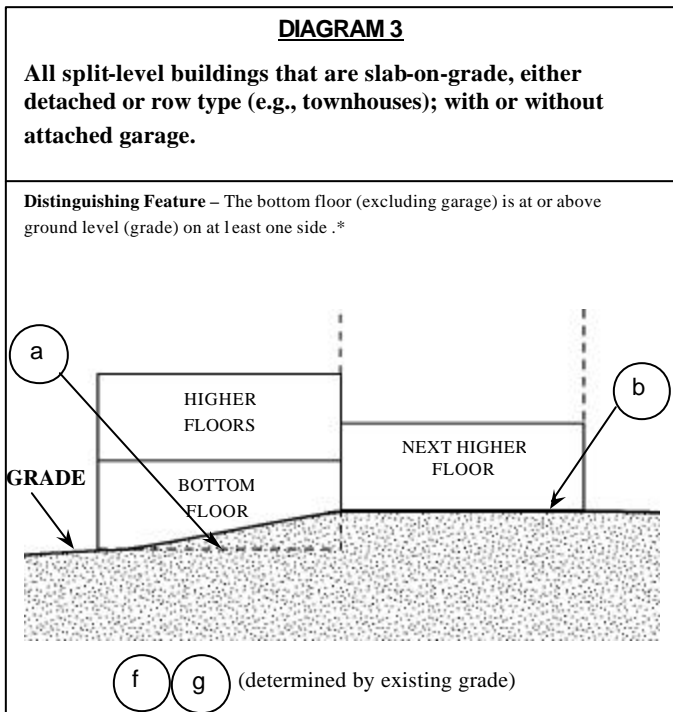 DIAGRAM 3
All split-level buildings that are slab-on-grade, either
detached or row type (e.g., townhouses); with or without
attached garage.
Distinguishing Feature – The bottom floor (excluding garage) is at or above
ground level (grade) on at least one side .*
a
b
HIGHER
FLOORS
NEXT HIGHER
FLOOR
GRADE
BOTTOM
FLOOR
f g (determined by existing grade)